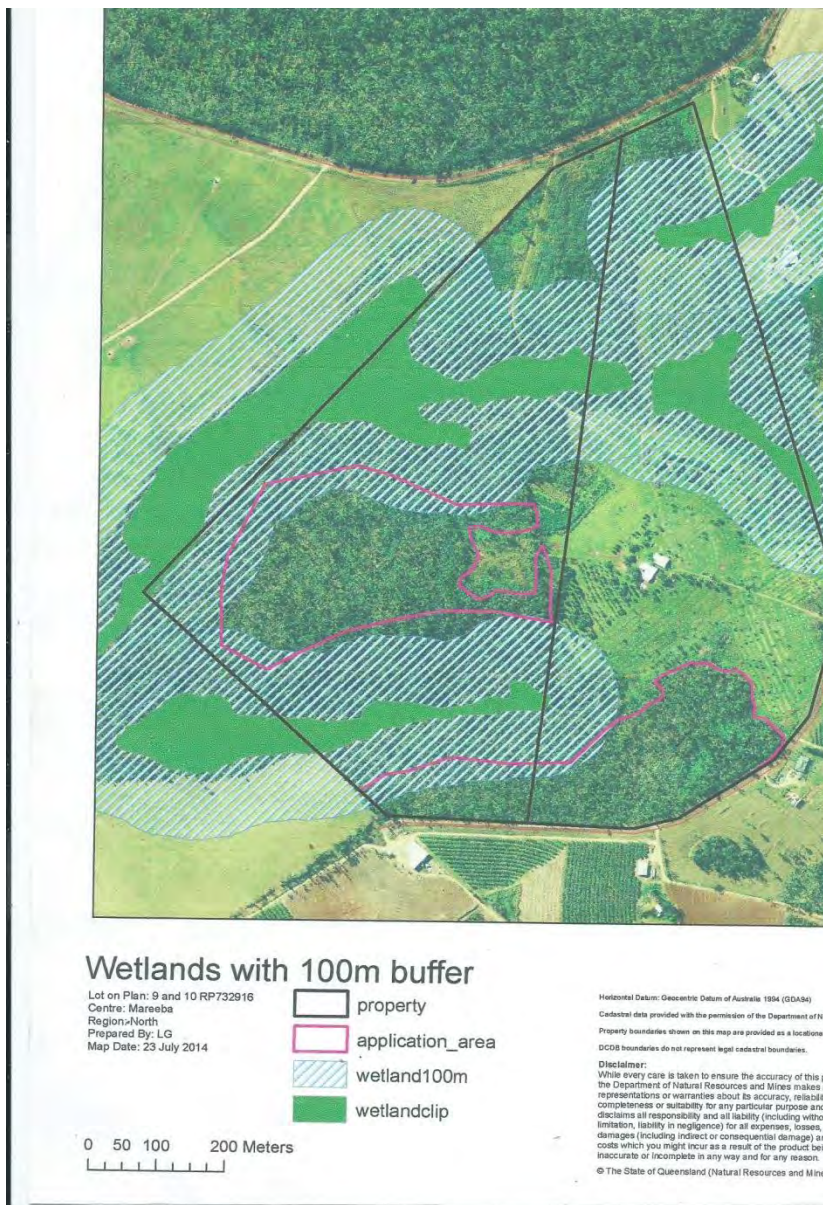 Wetlands with 100m buffer
Lot on Plan: 9 and 10 RP732916
Centre: Mareeba
Region:-North
Prepared By: LG
Map Date: 23 July 2014
property
application_area
wetland100m
wetlandclip
0 50 100 200 Meters
Horizontal Datum: Geocentric Datum of Australia 1994 (GDA94)
Cadastral data provided with the permission of the Department of N
Property boundaries shown on this map are provided as a locational
DCDB boundaries do not represent legal cadastral boundaries.
Disclaimer:
While every care is taken to ensure the accuracy of this p
the Department of Natural Resources and Mines makes
representations or warranties about its accuracy, reliabili
completeness or suitability for any particular purpose and
disclaims all responsibility and all liability (including witho
limitation, liability in negligence) for all expenses, losses,
damages (including indirect or consequential damage) a
costs which you might incur as a result of the product bei
inaccurate or incomplete in any way and for any reason.
© The State of Queensland (Natural Resources and Mine